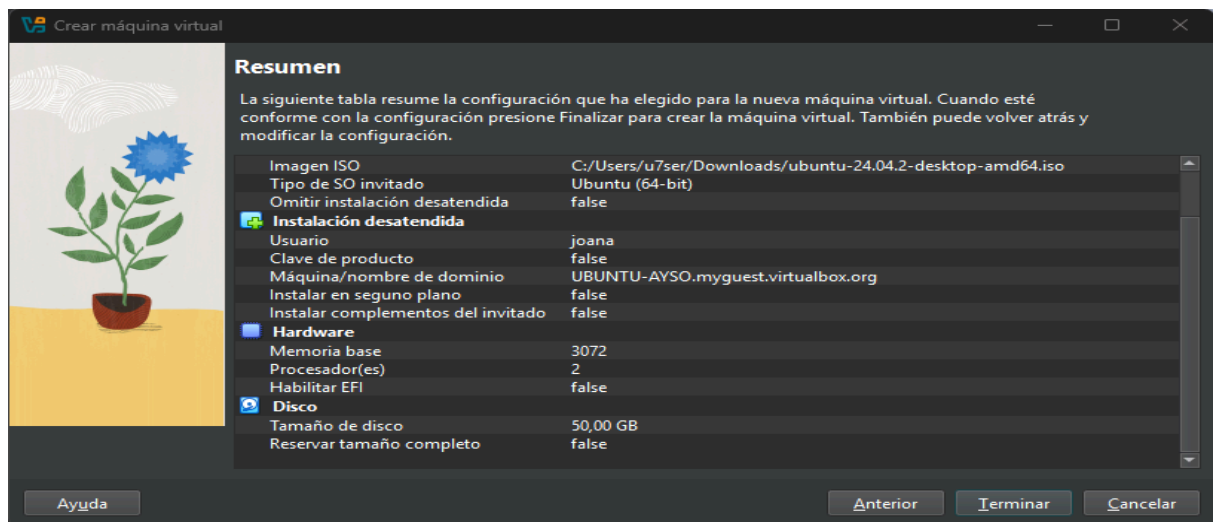 Crear máquina virtual
Resumen
La siguiente tabla resume la configuración que ha elegido para la nueva máquina virtual. Cuando esté
conforme con la configuración presione Finalizar para crear la máquina virtual. También puede volver atrás y
modificar la configuración.
Imagen ISO C:/Users/u7ser/Downloads/ubuntu-24.04.2-desktop-amd64.iso
Tipo de SO invitado Ubuntu (64-bit)
Omitir instalación desatendida false
Instalación desatendida
Usuario joana
Clave de producto false
Máquina/nombre de dominio UBUNTU-AYSO.myguest.virtualbox.org
Instalar en seguno plano false
Instalar complementos del invitado false
Hardware
Memoria base 3072
Procesador(es) 2
Habilitar EFI false
Disco
Tamaño de disco 50,00 GB
Reservar tamaño completo false
Ayuda Anterior Terminar Cancelar